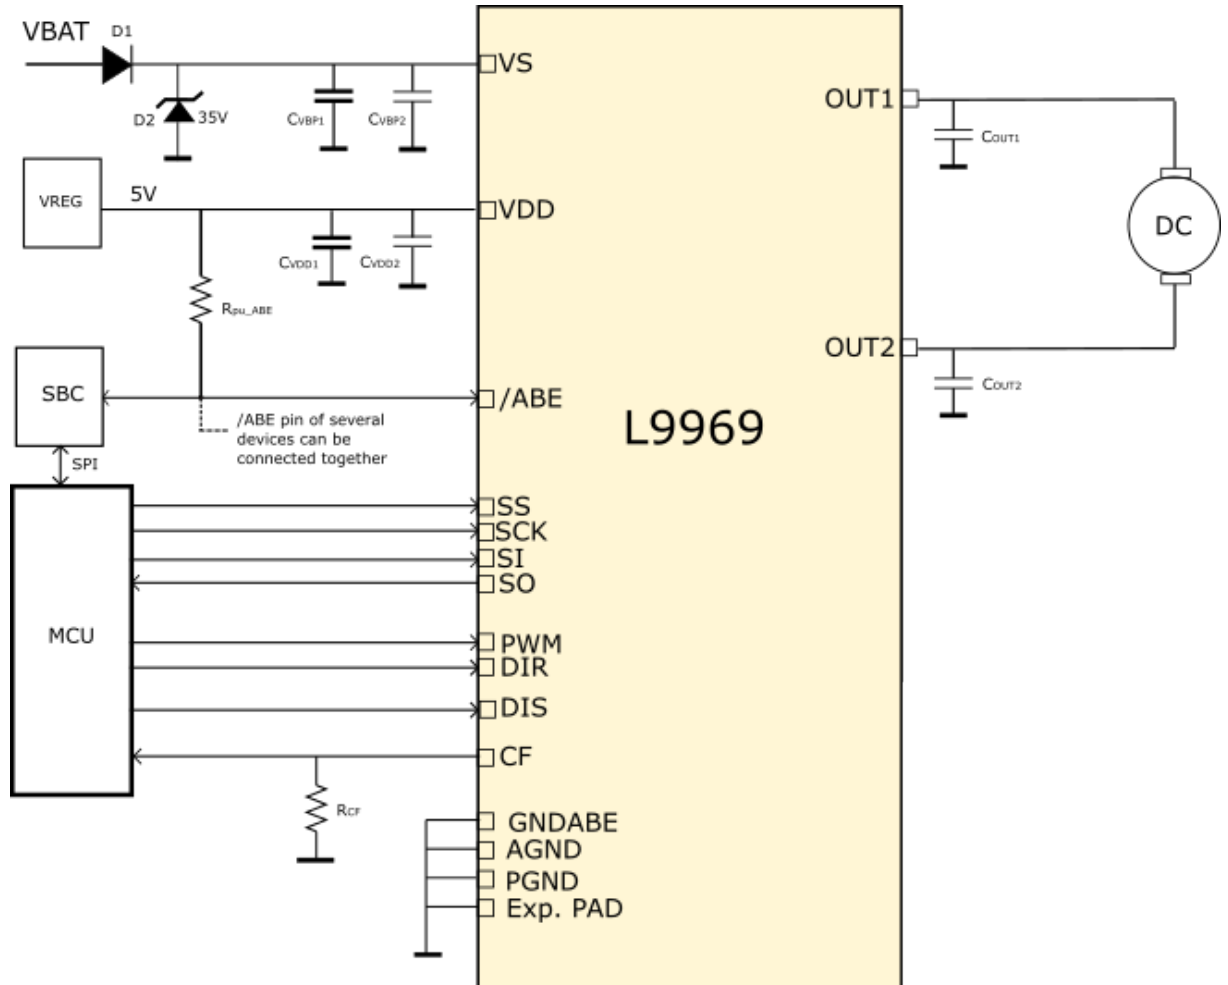 VBAT
D1
VS
D2
35V
CVBP1
CVBP2
OUT1
COUT1
VREG
5V
VDD
CVDD1
CVDD2
DC
Rpu_ABE
OUT2
COUT2
SBC
/ABE
/ABE pin of several
devices can be
connected together
L9969
SPI
SS
SCK
SI
SO
MCU
PWM
DIR
DIS
CF
RCF
GNDABE
AGND
PGND
Exp. PAD